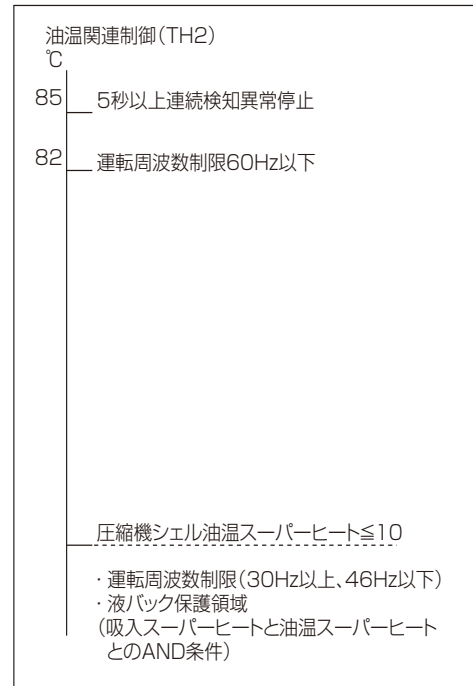 油温関連制御(TH2)
℃
85 5秒以上連続検知異常停止
82 運転周波数制限60Hz以下
圧縮機シェル油温スーパーヒート≦10
・運転周波数制限(30Hz以上、46Hz以下)
・液バック保護領域
(吸入スーパーヒートと油温スーパーヒート
とのAND条件)